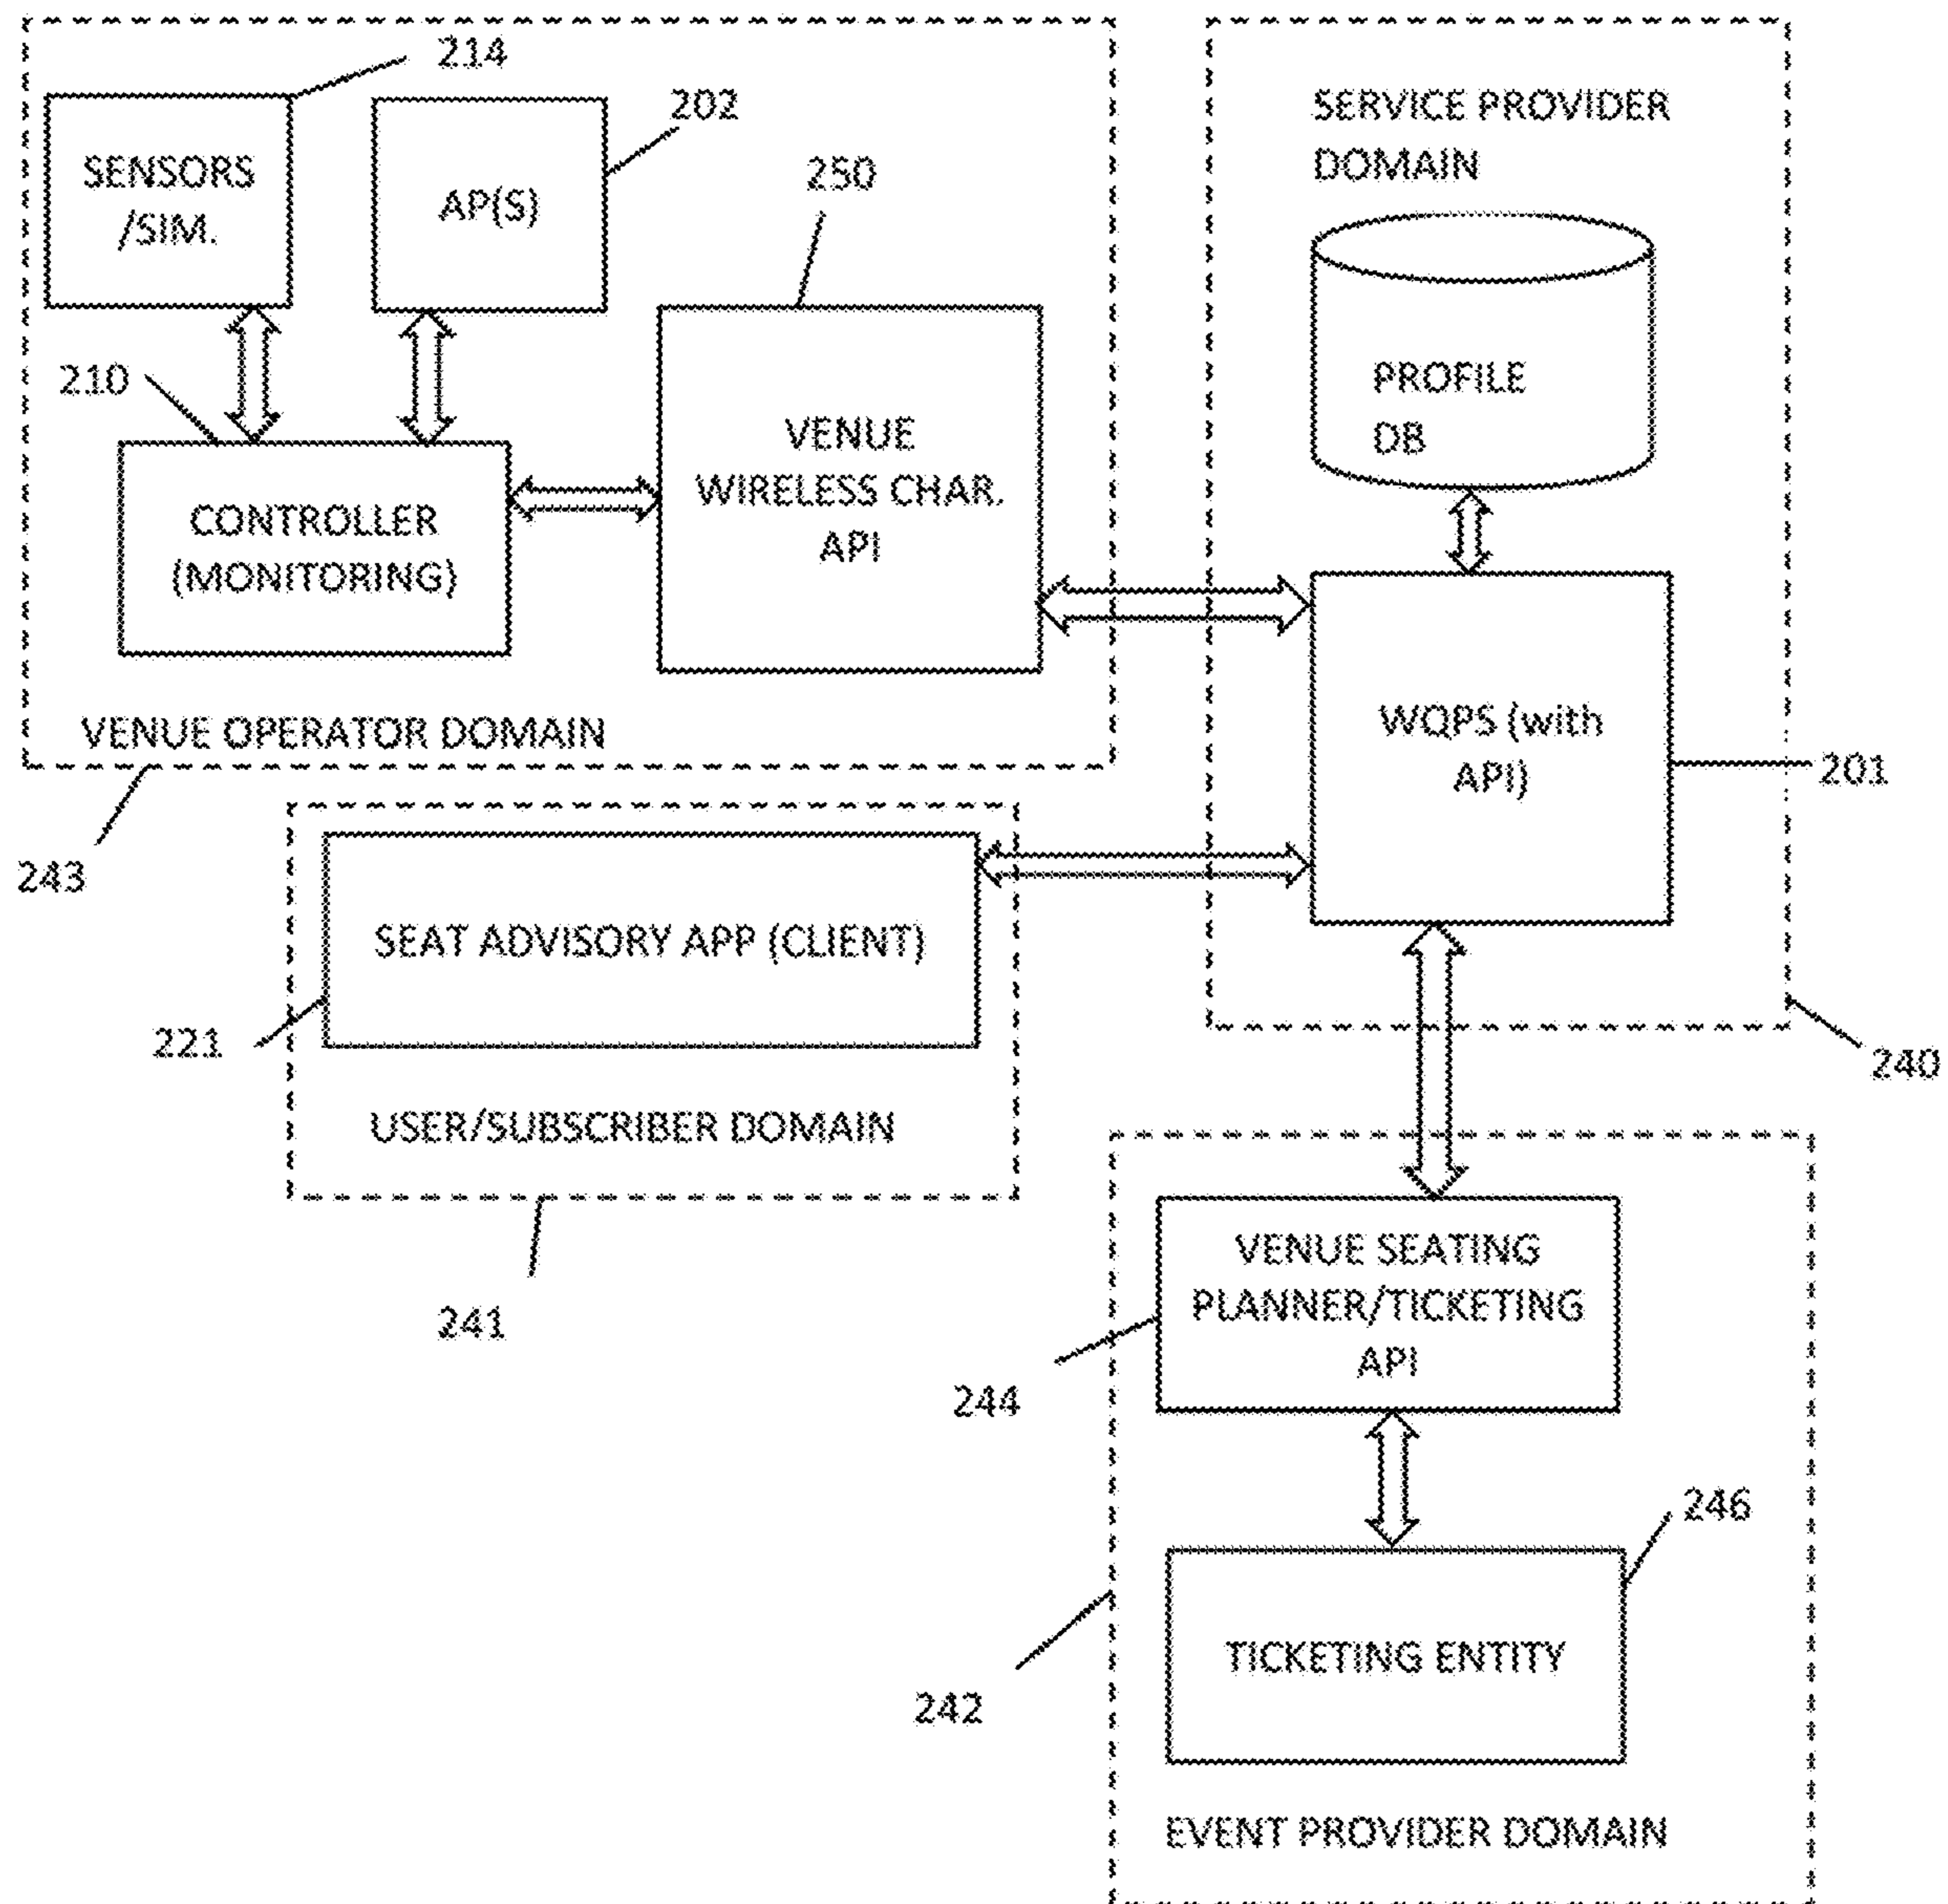 214
202
250
SENSORS
/SIM.
AP(S)
210
CONTROLLER
(MONITORING)
VENUE
WIRELESS CHAR.
API
VENUE OPERATOR DOMAIN
243
SERVICE PROVIDER
DOMAIN
PROFILE
DB
WQPS (with
API)
201
240
SEAT ADVISORY APP (CLIENT)
221
USER/SUBSCRIBER DOMAIN
241
VENUE SEATING
PLANNER/TICKETING
API
244
246
TICKETING ENTITY
242
EVENT PROVIDER DOMAIN